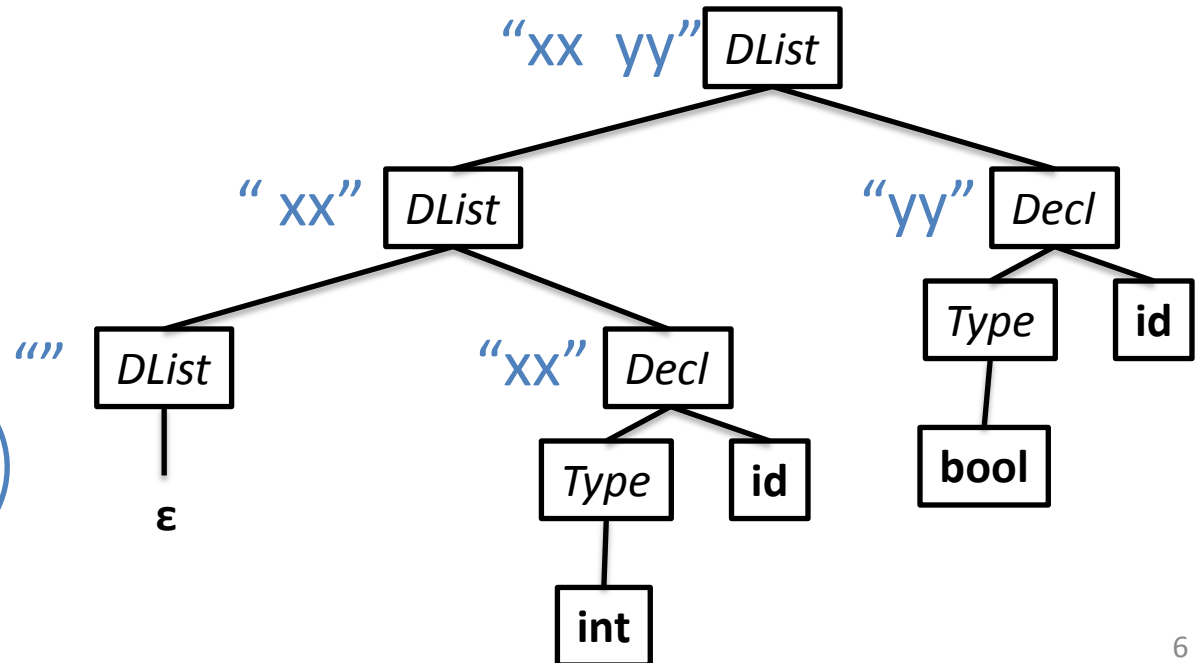 “xx yy” DList
“ xx” DList “yy” Decl
Type id
“” DList “xx” Decl
bool
Type id
ε
int
6